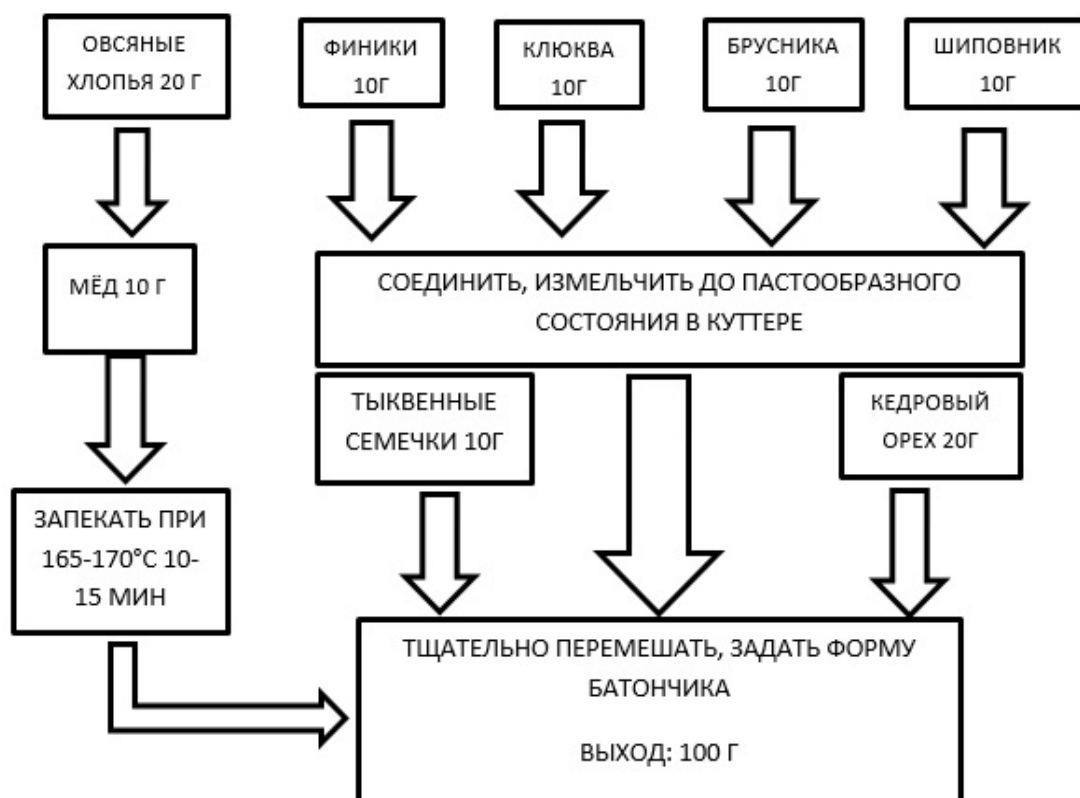 ОВСЯНЫЕ
ХЛОПЬЯ 20 Г
ФИНИКИ
10Г
КЛЮКВА
10Г
БРУСНИКА
10Г
ШИПОВНИК
10Г
МЁД 10 Г
СОЕДИНИТЬ, ИЗМЕЛЬЧИТЬ ДО ПАСТООБРАЗНОГО
СОСТОЯНИЯ В КУТТЕРЕ
ТЫКВЕННЫЕ
СЕМЕЧКИ 10Г
КЕДРОВЫЙ
ОРЕХ 20Г
ЗАПЕКАТЬ ПРИ
165-170°С 10-
15 МИН
ТЩАТЕЛЬНО ПЕРЕМЕШАТЬ, ЗАДАТЬ ФОРМУ
БАТОНЧИКА
ВЫХОД: 100 Г